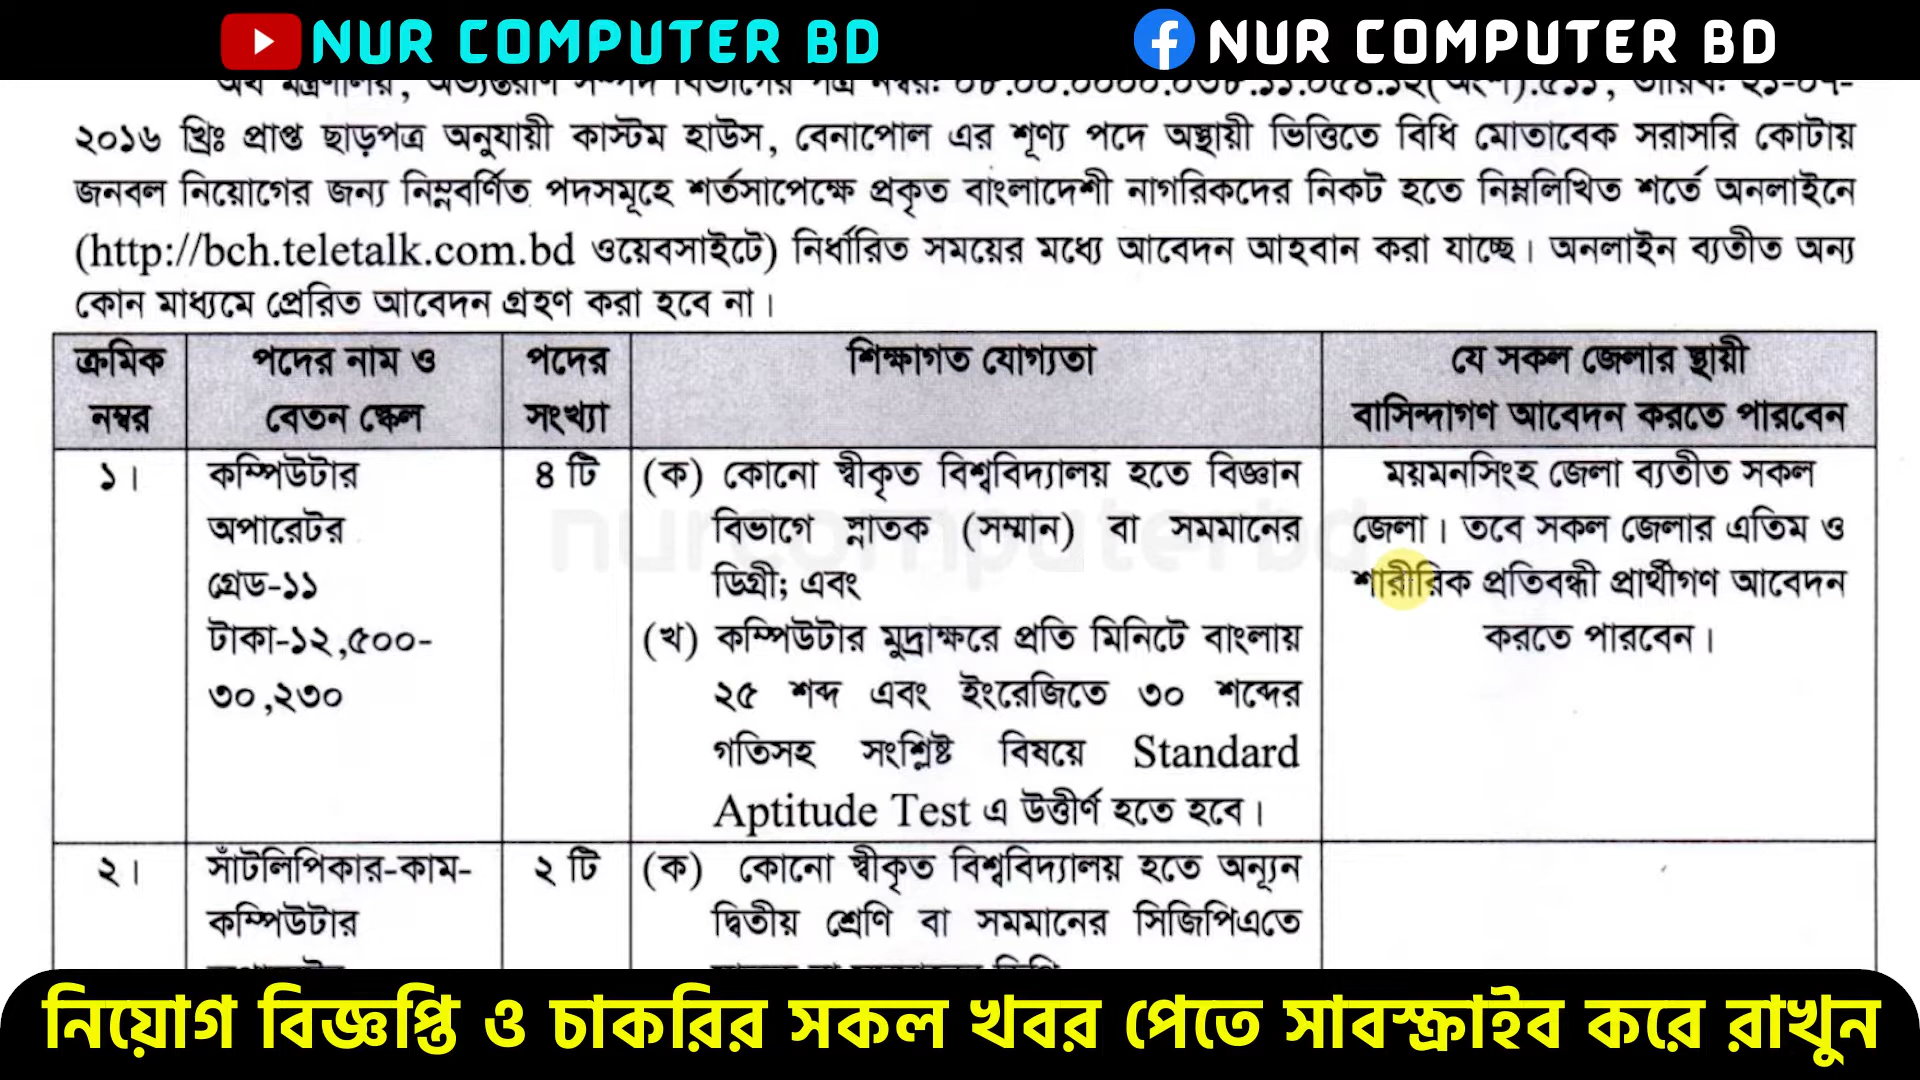 NUR COMPUTER BD
NUR COMPUTER BD
২০১৬ খ্রিঃ প্রাপ্ত ছাড়পত্র অনুযায়ী কাস্টম হাউস, বেনাপোল এর শূণ্য পদে অস্থায়ী ভিত্তিতে বিধি মোতাবেক সরাসরি কোটায়
জনবল নিয়োগের জন্য নিম্নবর্ণিত পদসমূহে শর্তসাপেক্ষে প্রকৃত বাংলাদেশী নাগরিকদের নিকট হতে নিম্নলিখিত শর্তে অনলাইনে
(http://bch.teletalk.com.bd ওয়েবসাইটে) নির্ধারিত সময়ের মধ্যে আবেদন আহবান করা যাচ্ছে। অনলাইন ব্যতীত অন্য
কোন মাধ্যমে প্রেরিত আবেদন গ্রহণ করা হবে না।
ক্রমিক নম্বর
পদের নাম ও বেতন স্কেল
পদের সংখ্যা
শিক্ষাগত যোগ্যতা
যে সকল জেলার স্থায়ী
বাসিন্দাগণ আবেদন করতে পারবেন
১।
কম্পিউটার
অপারেটর
গ্রেড-১১
টাকা-১২,৫০০-
৩০,২৩০
৪ টি
(ক) কোনো স্বীকৃত বিশ্ববিদ্যালয় হতে বিজ্ঞান
বিভাগে স্নাতক (সম্মান) বা সমমানের
ডিগ্রী; এবং
(খ) কম্পিউটার মুদ্রাক্ষরে প্রতি মিনিটে বাংলায়
২৫ শব্দ এবং ইংরেজিতে ৩০ শব্দের
গতিসহ সংশ্লিষ্ট বিষয়ে Standard
Aptitude Test এ উত্তীর্ণ হতে হবে।
ময়মনসিংহ জেলা ব্যতীত সকল
জেলা। তবে সকল জেলার এতিম ও
শারীরিক প্রতিবন্ধী প্রার্থীগণ আবেদন
করতে পারবেন।
nurcomputerbd
২।
সাঁটলিপিকার-কাম-
কম্পিউটার
২ টি
(ক) কোনো স্বীকৃত বিশ্ববিদ্যালয় হতে অন্যূন
দ্বিতীয় শ্রেণি বা সমমানের সিজিপিএতে
নিয়োগ বিজ্ঞপ্তি ও চাকরির সকল খবর পেতে সাবস্ক্রাইব করে রাখুন